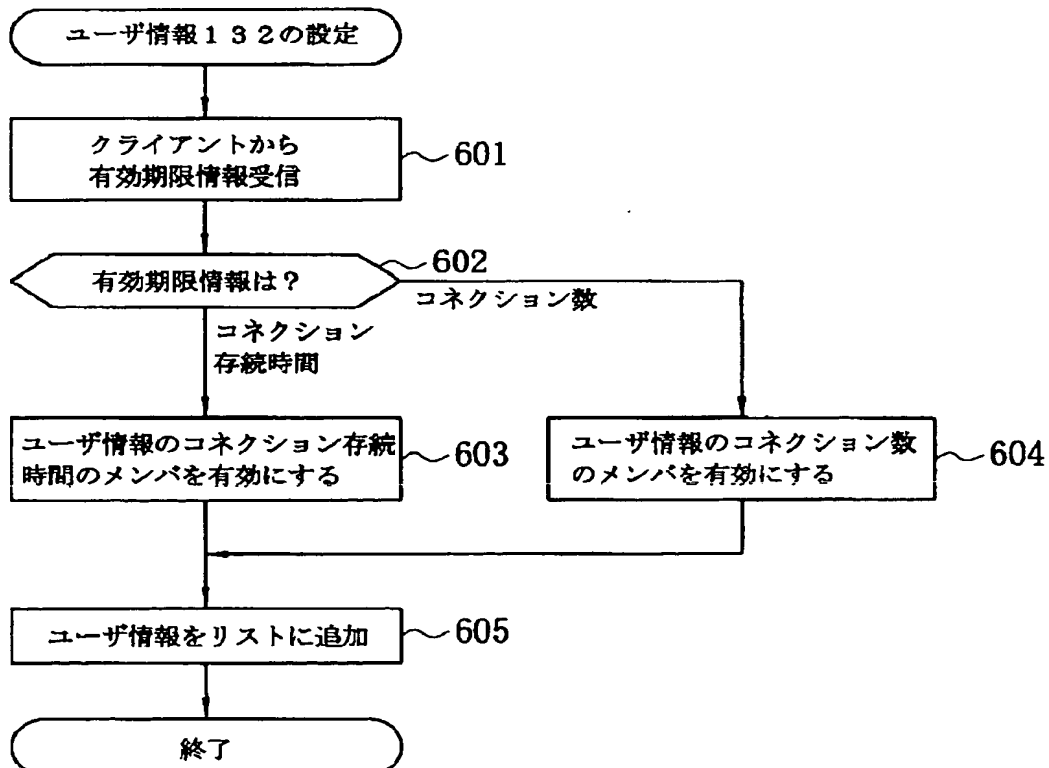 ユーザ情報１３２の設定
クライアントから
有効期限情報受信
601
有効期限情報は？
602
コネクション数
コネクション
存続時間
ユーザ情報のコネクション存続
時間のメンバを有効にする
603
ユーザ情報のコネクション数
のメンバを有効にする
604
ユーザ情報をリストに追加
605
終了